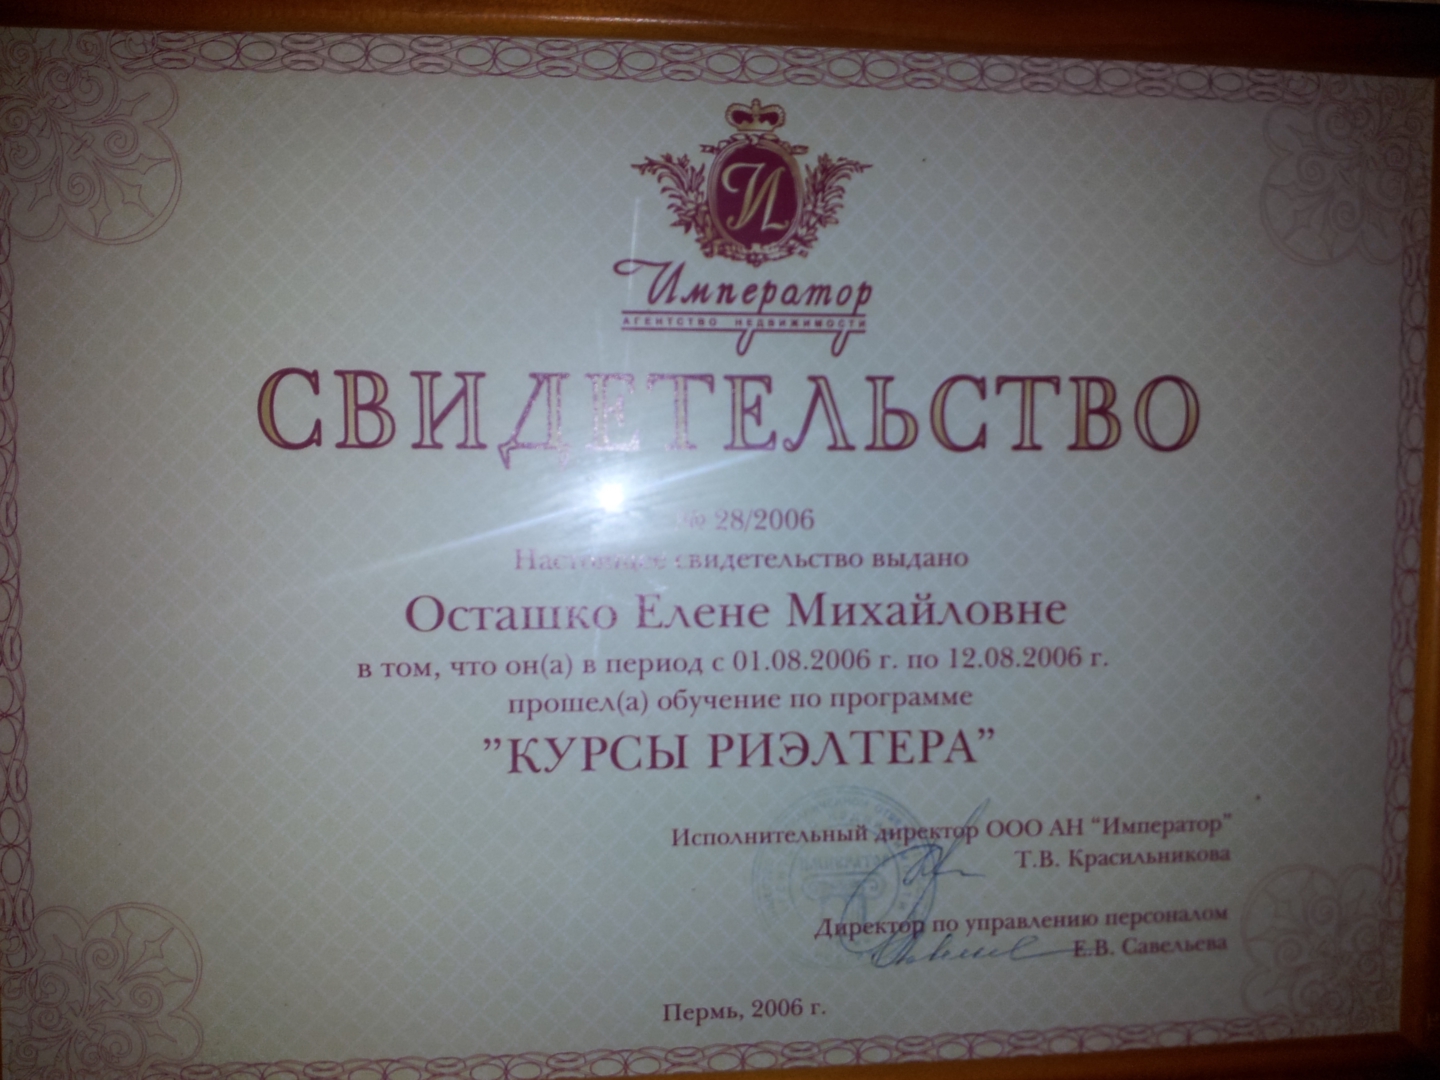 И
Император
АГЕНТСТВО НЕДВИЖИМОСТИ
СВИДЕТЕЛЬСТВО
№ 28/2006
Настоящее свидетельство выдано
Осташко Елене Михайловне
в том, что он(а) в период с 01.08.2006 г. по 12.08.2006 г.
прошел(а) обучение по программе
”КУРСЫ РИЭЛТЕРА”
Исполнительный директор ООО АН “Император”
Т.В. Красильникова
ИМПЕРАТОР
Директор по управлению персоналом
Е.В. Савельева
Пермь, 2006 г.